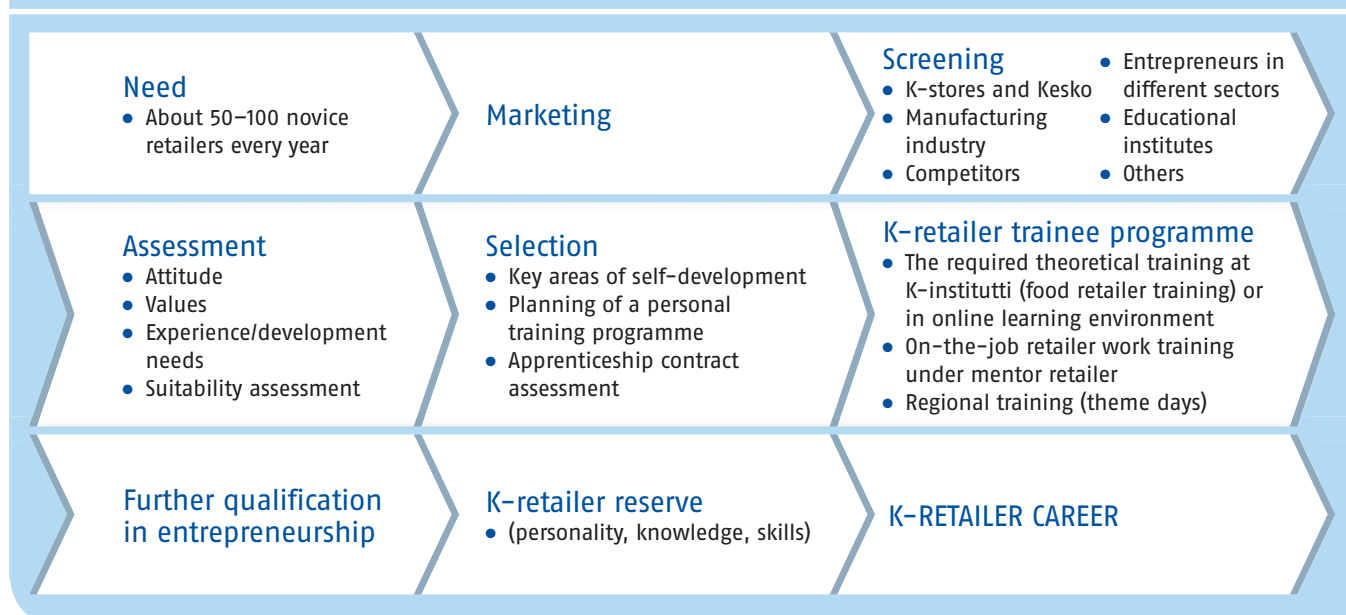 Need
• About 50–100 novice
retailers every year
Marketing
Screening
• K-stores and Kesko
• Manufacturing
industry
• Competitors
• Entrepreneurs in
different sectors
• Educational
institutes
• Others
Assessment
• Attitude
• Values
• Experience/development
needs
• Suitability assessment
Selection
• Key areas of self-development
• Planning of a personal
training programme
• Apprenticeship contract
assessment
K-retailer trainee programme
• The required theoretical training at
K-institutti (food retailer training) or
in online learning environment
• On-the-job retailer work training
under mentor retailer
• Regional training (theme days)
Further qualification
in entrepreneurship
K-retailer reserve
• (personality, knowledge, skills)
K-RETAILER CAREER